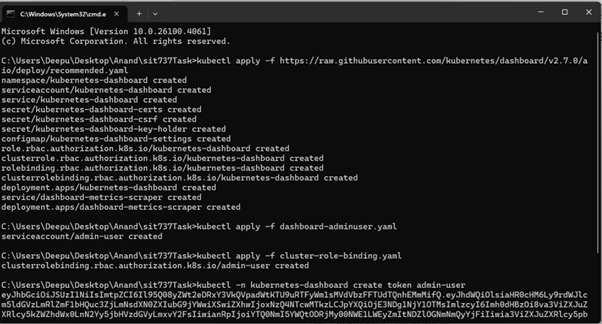 C:\Windows\System32\cmd.e
Microsoft Windows [Version 10.0.26100.4061]
(c) Microsoft Corporation. All rights reserved.
C:\Users\Deepu\Desktop\Anand\sit737Task>kubectl apply -f https://raw.githubusercontent.com/kubernetes/dashboard/v2.7.0/a
io/deploy/recommended.yaml
namespace/kubernetes-dashboard created
serviceaccount/kubernetes-dashboard created
service/kubernetes-dashboard created
secret/kubernetes-dashboard-certs created
secret/kubernetes-dashboard-csrf created
secret/kubernetes-dashboard-key-holder created
configmap/kubernetes-dashboard-settings created
role.rbac.authorization.k8s.io/kubernetes-dashboard created
clusterrole.rbac.authorization.k8s.io/kubernetes-dashboard created
rolebinding.rbac.authorization.k8s.io/kubernetes-dashboard created
clusterrolebinding.rbac.authorization.k8s.io/kubernetes-dashboard created
deployment.apps/kubernetes-dashboard created
service/dashboard-metrics-scraper created
deployment.apps/dashboard-metrics-scraper created
C:\Users\Deepu\Desktop\Anand\sit737Task>kubectl apply -f dashboard-adminuser.yaml
serviceaccount/admin-user created
C:\Users\Deepu\Desktop\Anand\sit737Task>kubectl apply -f cluster-role-binding.yaml
clusterrolebinding.rbac.authorization.k8s.io/admin-user created
C:\Users\Deepu\Desktop\Anand\sit737Task>kubectl -n kubernetes-dashboard create token admin-user